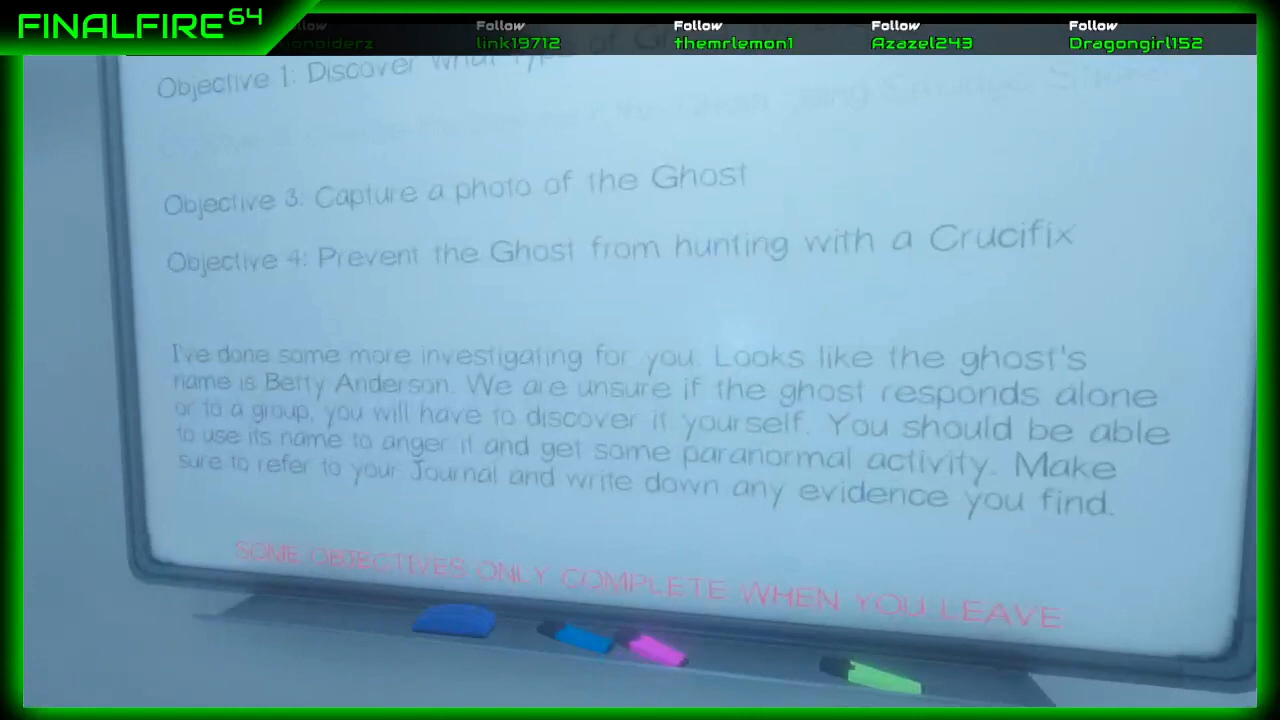 FINALFIRE64
Follow
Follow
Follow
Follow
link19712
themrlemon1
Azazel243
Dragongirl152
Objective 1: Discover what
Objective 3: Capture a photo of the Ghost
Objective 4: Prevent the Ghost from hunting with a Crucifix
I've done some more investigating for you. Looks like the ghost's
name is Betty Anderson. We are unsure if the ghost responds alone
or to a group, you will have to discover it yourself. You should be able
to use its name to anger it and get some paranormal activity. Make
sure to refer to your Journal and write down any evidence you find.
SOME OBJECTIVES ONLY COMPLETE WHEN YOU LEAVE